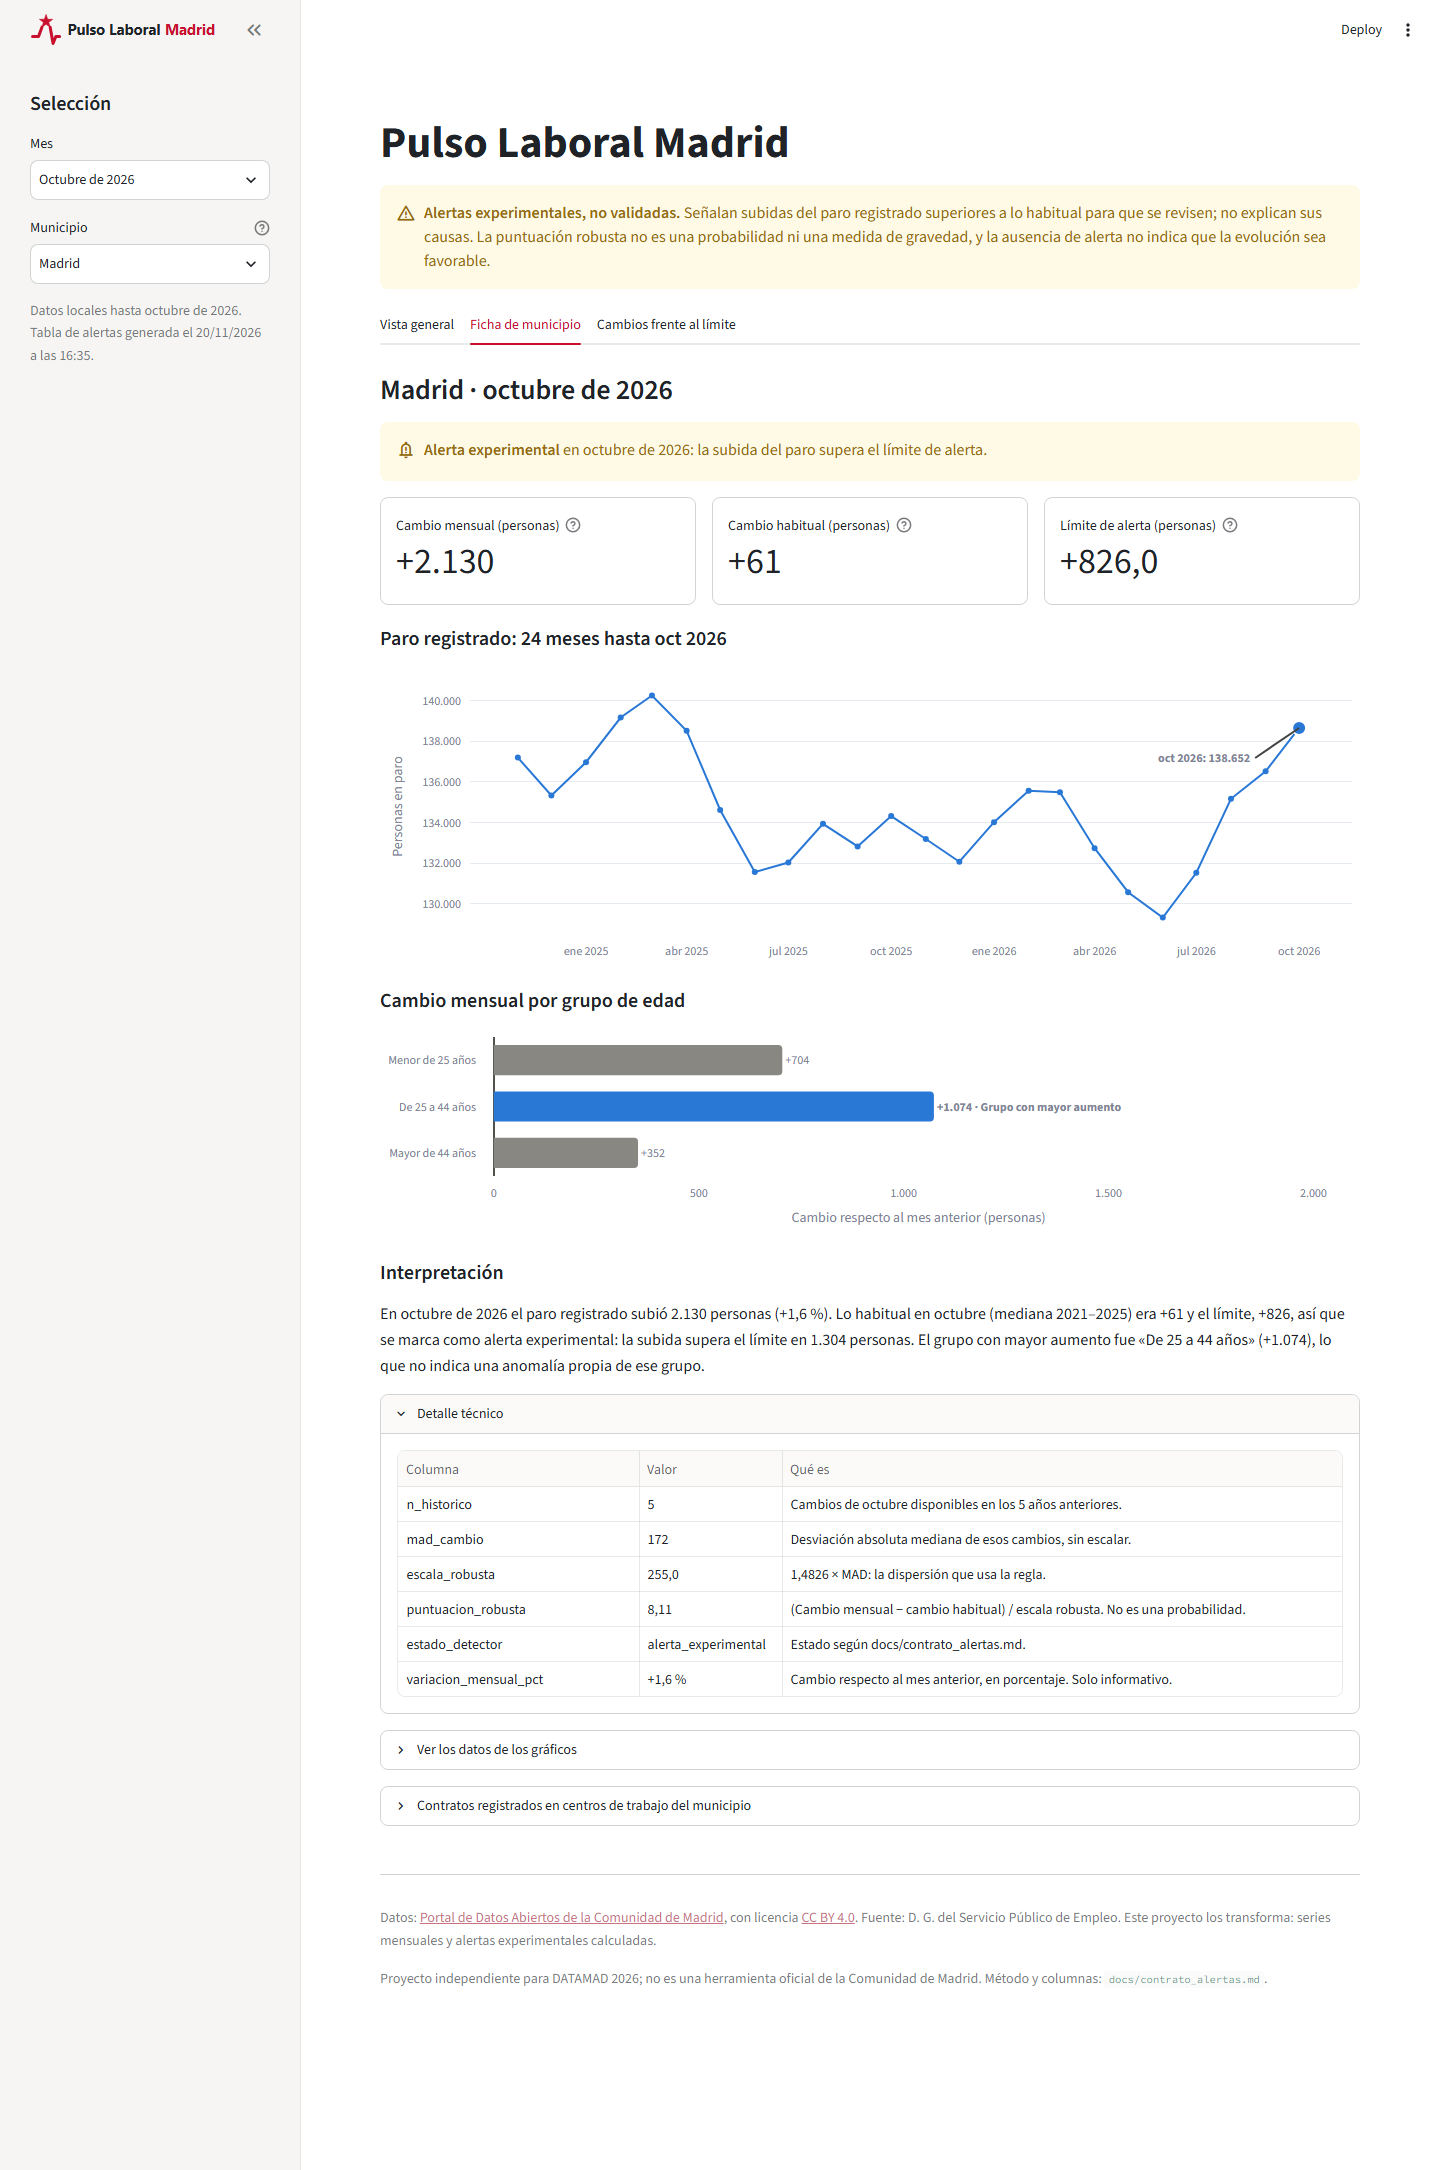 Pulso Laboral Madrid
Deploy
Selección
Mes
Octubre de 2026
Municipio
Madrid
Datos locales hasta octubre de 2026.
Tabla de alertas generada el 20/11/2026
a las 16:35.
Pulso Laboral Madrid
Alertas experimentales, no validadas. Señalan subidas del paro registrado superiores a lo habitual para que se revisen; no explican sus
causas. La puntuación robusta no es una probabilidad ni una medida de gravedad, y la ausencia de alerta no indica que la evolución sea
favorable.
Vista general Ficha de municipio Cambios frente al límite
Madrid · octubre de 2026
Alerta experimental en octubre de 2026: la subida del paro supera el límite de alerta.
Cambio mensual (personas)
+2.130
Cambio habitual (personas)
+61
Límite de alerta (personas)
+826,0
Paro registrado: 24 meses hasta oct 2026
Personas en paro
140.000
138.000
136.000
134.000
132.000
130.000
oct 2026: 138.652
ene 2025 abr 2025 jul 2025 oct 2025 ene 2026 abr 2026 jul 2026 oct 2026
Cambio mensual por grupo de edad
Menor de 25 años +704
De 25 a 44 años +1.074 · Grupo con mayor aumento
Mayor de 44 años +352
0 500 1.000 1.500 2.000
Cambio respecto al mes anterior (personas)
Interpretación
En octubre de 2026 el paro registrado subió 2.130 personas (+1,6 %). Lo habitual en octubre (mediana 2021–2025) era +61 y el límite, +826, así que
se marca como alerta experimental: la subida supera el límite en 1.304 personas. El grupo con mayor aumento fue «De 25 a 44 años» (+1.074), lo
que no indica una anomalía propia de ese grupo.
Detalle técnico
Columna Valor Qué es
n_historico 5 Cambios de octubre disponibles en los 5 años anteriores.
mad_cambio 172 Desviación absoluta mediana de esos cambios, sin escalar.
escala_robusta 255,0 1,4826 × MAD: la dispersión que usa la regla.
puntuacion_robusta 8,11 (Cambio mensual − cambio habitual) / escala robusta. No es una probabilidad.
estado_detector alerta_experimental Estado según docs/contrato_alertas.md.
variacion_mensual_pct +1,6 % Cambio respecto al mes anterior, en porcentaje. Solo informativo.
Ver los datos de los gráficos
Contratos registrados en centros de trabajo del municipio
Datos: Portal de Datos Abiertos de la Comunidad de Madrid, con licencia CC BY 4.0. Fuente: D. G. del Servicio Público de Empleo. Este proyecto los transforma: series
mensuales y alertas experimentales calculadas.
Proyecto independiente para DATAMAD 2026; no es una herramienta oficial de la Comunidad de Madrid. Método y columnas: docs/contrato_alertas.md.